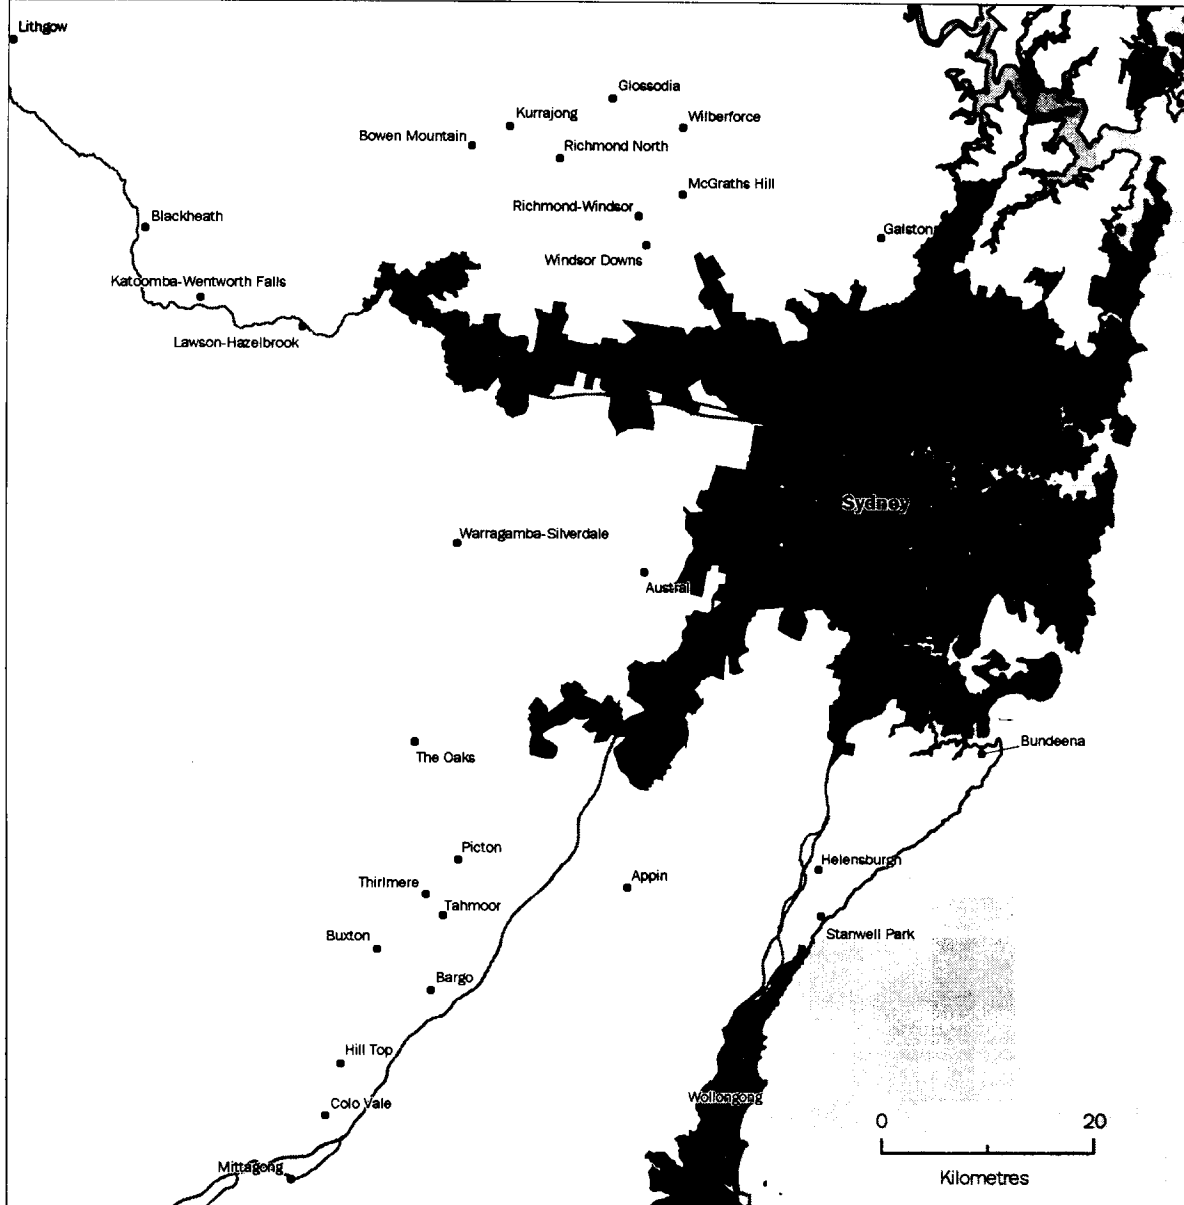 Lithgow
Glossodia
Kurrajong
Wilberforce
Bowen Mountain
Richmond North
McGraths Hill
Richmond-Windsor
Blackheath
Galston
Windsor Downs
Katoomba-Wentworth Falls
Lawson-Hazelbrook
Sydney
Warragamba-Silverdale
Austral
Bundeena
The Oaks
Picton
Helensburgh
Thirlmere
Appin
Tahmoor
Buxton
Stanwell Park
Bargo
Hill Top
Wollongong
Colo Vale
0 20
Mittagong
Kilometres